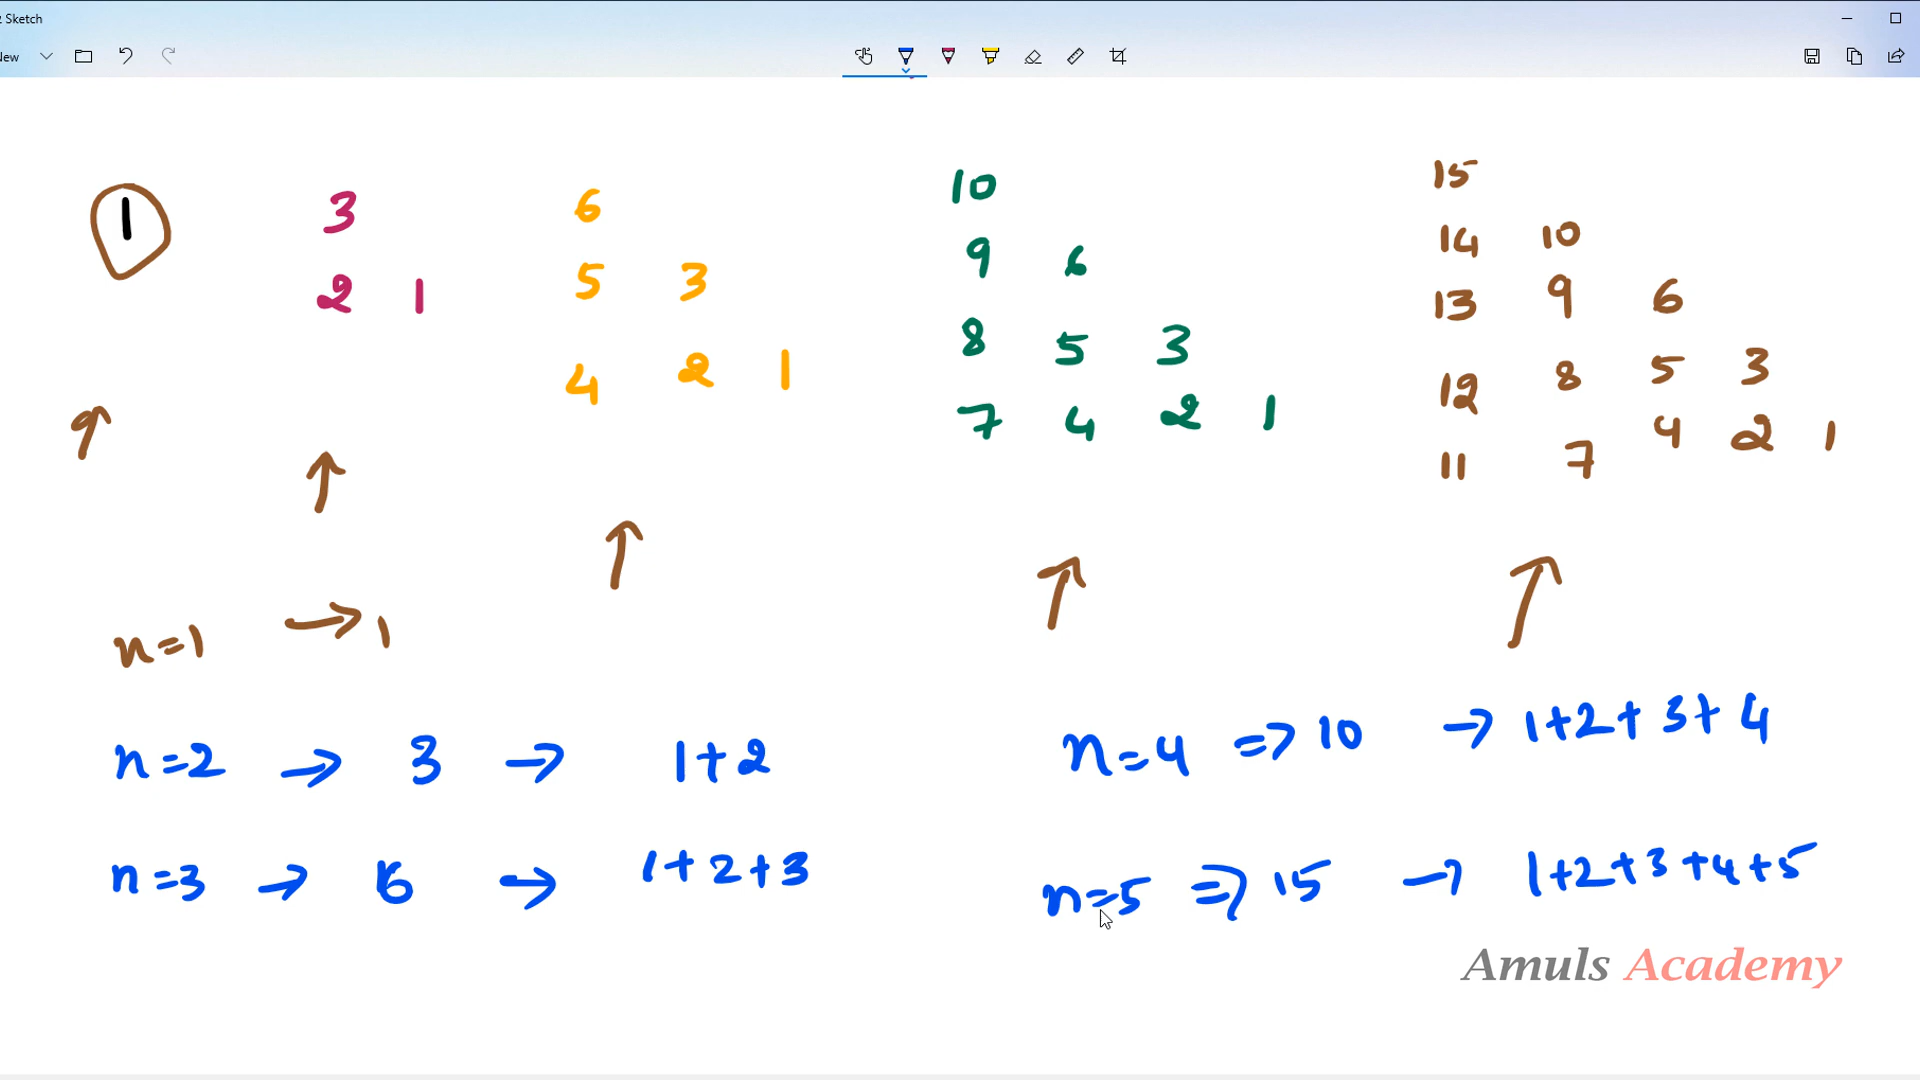 Sketch
1
3
2 1
6
5 3
4 2 1
10
9 6
8 5 3
7 4 2 1
15
14 10
13 9 6
12 8 5 3
11 7 4 2 1
n=1 → 1
n=2 → 3 → 1+2
n=3 → 6 → 1+2+3
n=4 => 10 → 1+2+3+4
n=5 => 15 → 1+2+3+4+5
Amuls Academy